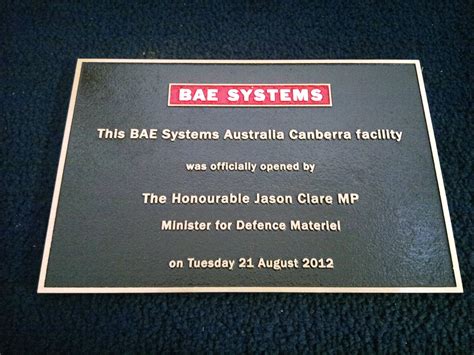 BAE SYSTEMS
This BAE Systems Australia Canberra facility
was officially opened by
The Honourable Jason Clare MP
Minister for Defence Materiel
on Tuesday 21 August 2012